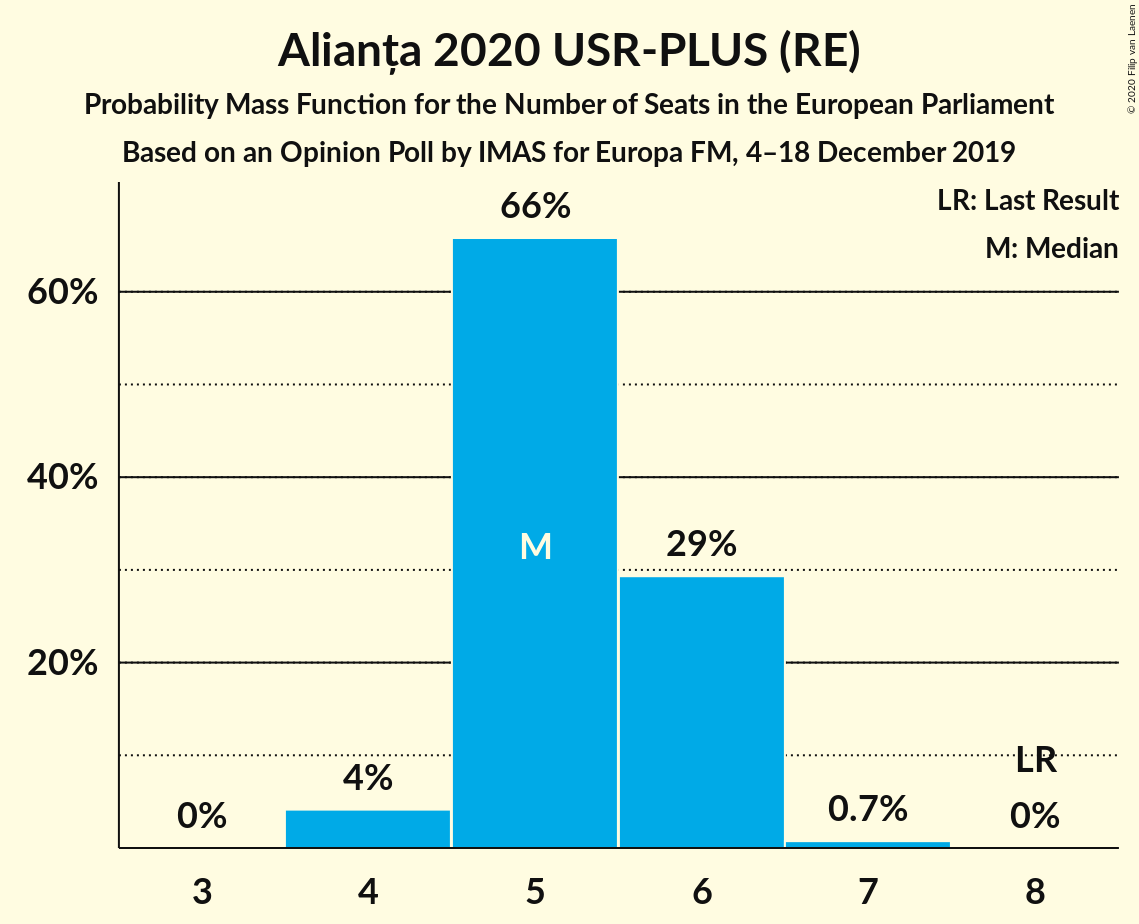 Alianța 2020 USR-PLUS (RE)
Probability Mass Function for the Number of Seats in the European Parliament
Based on an Opinion Poll by IMAS for Europa FM, 4–18 December 2019
© 2020 Filip van Laenen
LR: Last Result
M: Median
60%
40%
20%
0%
4%
66%
M
29%
0.7%
LR
0%
3
4
5
6
7
8